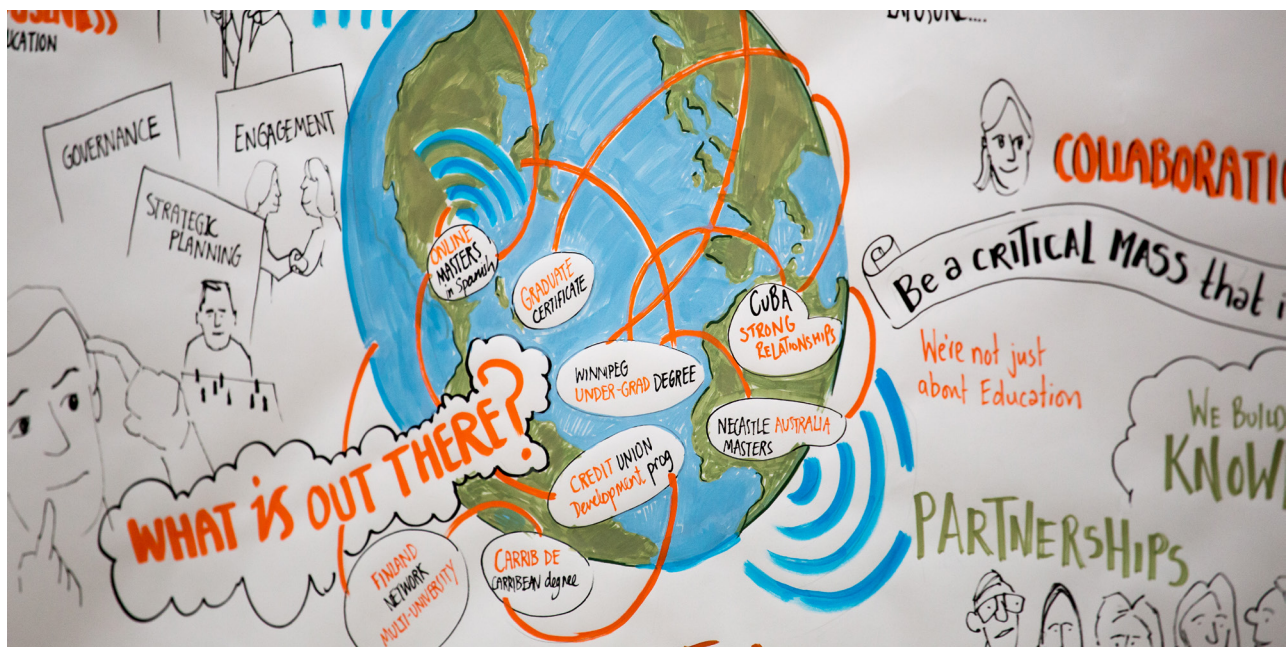 UCATION
GOVERNANCE
ENGAGEMENT
STRATEGIC
PLANNING
ONLINE
MASTERS
in Spanish
GRADUATE
CERTIFICATE
CUBA
STRONG
RELATIONSHIPS
WINNIPEG
UNDER-GRAD DEGREE
NECASTLE AUSTRALIA
MASTERS
CREDIT UNION
Development prog
WHAT iS OUT THERE?
FINLAND
NETWORK
MULTI-UNIVERSITY
CARRIB DE
CARRIBEAN degree
COLLABORATI
Be a CRITICAL MASS that
We're not just
about Education
WE BUILD
KNOW
PARTNERSHIPS